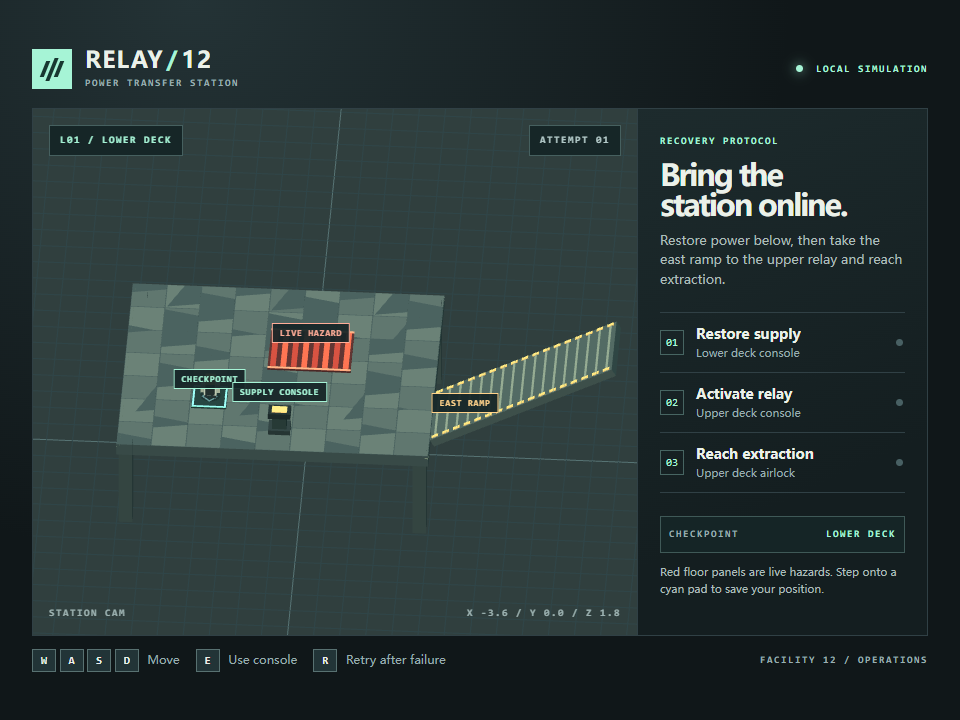 RELAY/12
POWER TRANSFER STATION
LOCAL SIMULATION
L01 / LOWER DECK
ATTEMPT 01
LIVE HAZARD
CHECKPOINT
SUPPLY CONSOLE
EAST RAMP
STATION CAM
X -3.6 / Y 0.0 / Z 1.8
RECOVERY PROTOCOL
Bring the
station online.
Restore power below, then take the
east ramp to the upper relay and reach
extraction.
01 Restore supply
Lower deck console
02 Activate relay
Upper deck console
03 Reach extraction
Upper deck airlock
CHECKPOINT LOWER DECK
Red floor panels are live hazards. Step onto a
cyan pad to save your position.
W A S D Move E Use console R Retry after failure
FACILITY 12 / OPERATIONS